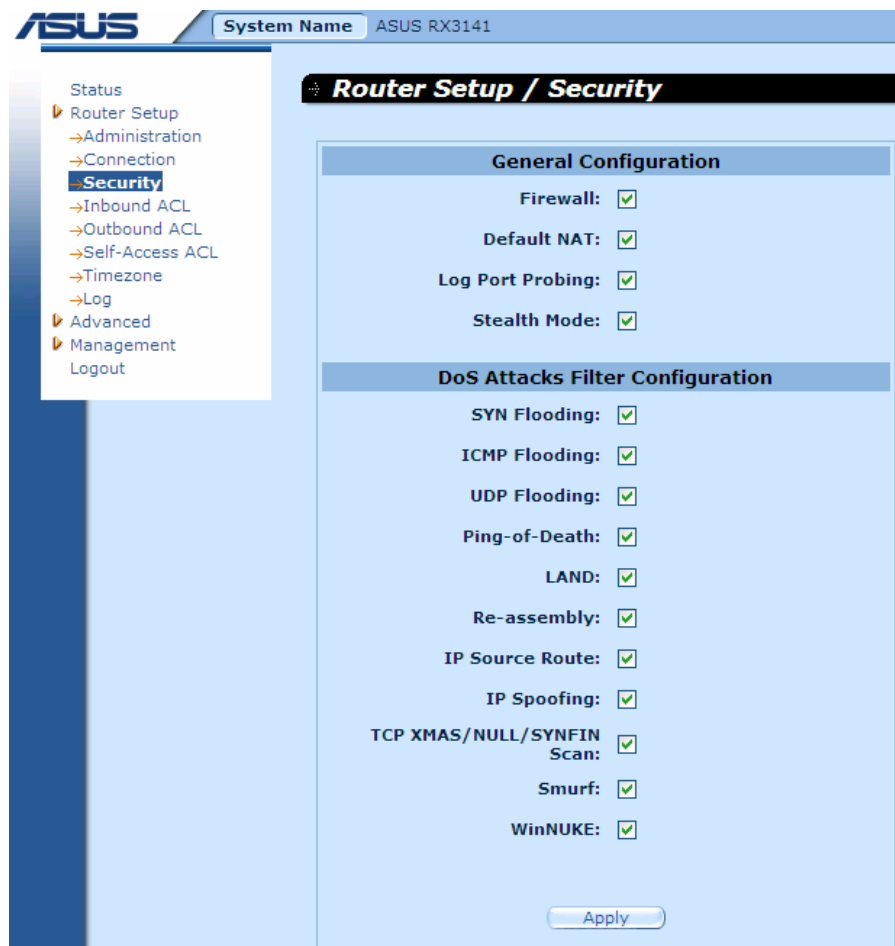 ASUS
System Name ASUS RX3141
Status
Router Setup
→Administration
→Connection
→Security
→Inbound ACL
→Outbound ACL
→Self-Access ACL
→Timezone
→Log
Advanced
Management
Logout
Router Setup / Security
General Configuration
Firewall:
Default NAT:
Log Port Probing:
Stealth Mode:
DoS Attacks Filter Configuration
SYN Flooding:
ICMP Flooding:
UDP Flooding:
Ping-of-Death:
LAND:
Re-assembly:
IP Source Route:
IP Spoofing:
TCP XMAS/NULL/SYNFIN
Scan:
Smurf:
WinNUKE:
Apply